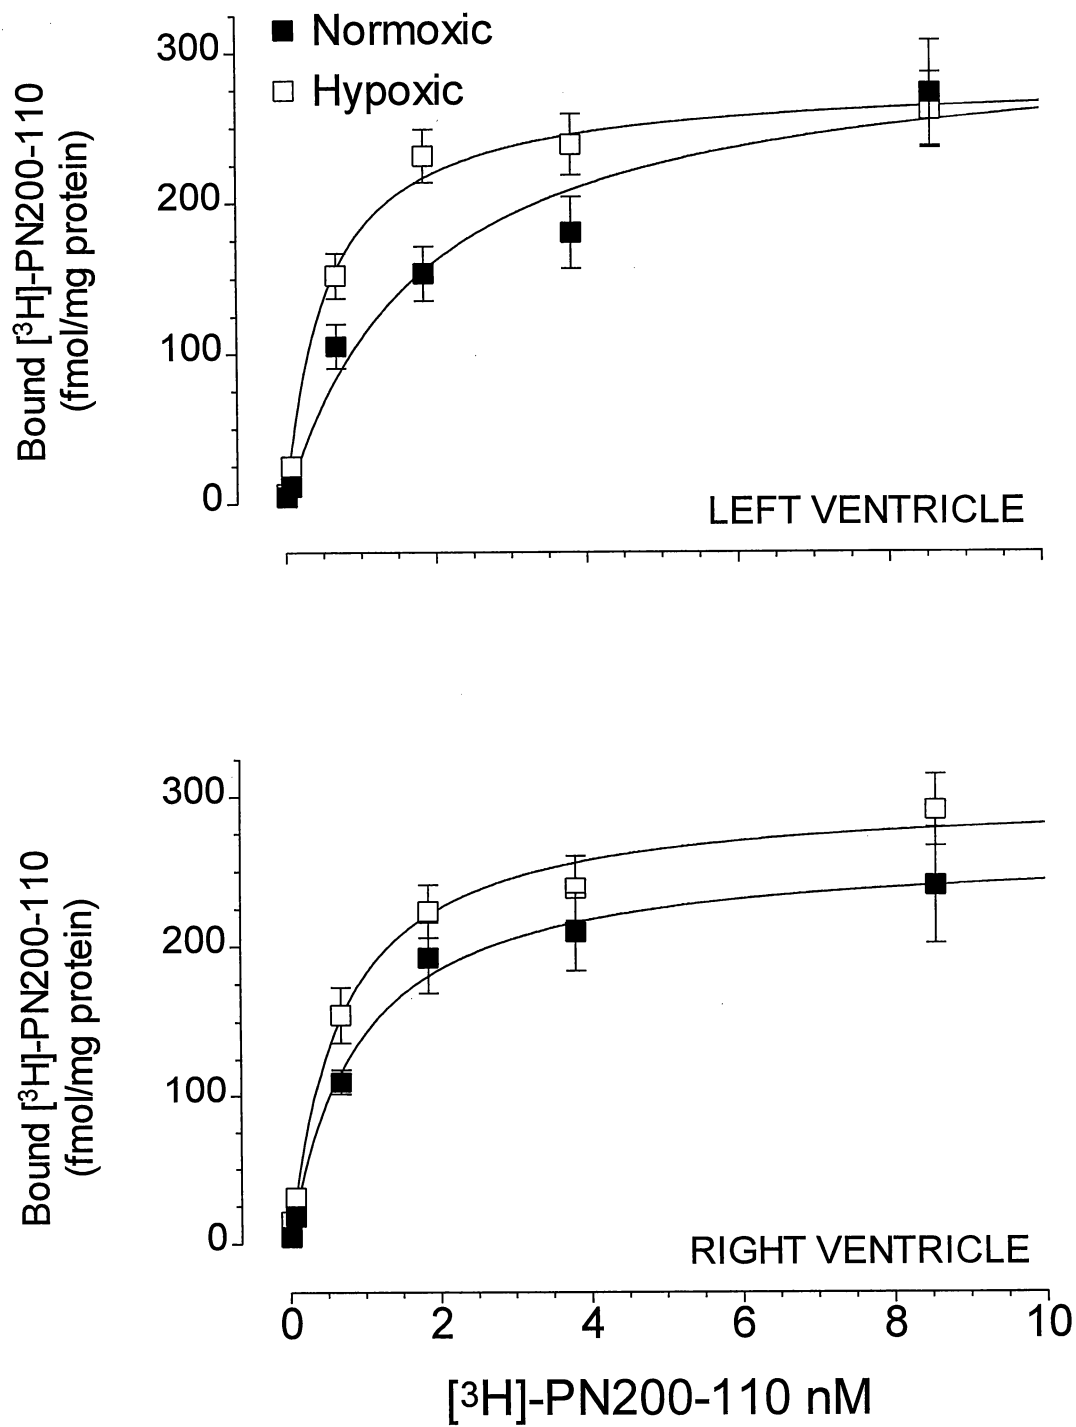 Normoxic
Hypoxic
Bound [³H]-PN200-110
(fmol/mg protein)
300
200
100
0
LEFT VENTRICLE
Bound [³H]-PN200-110
(fmol/mg protein)
300
200
100
0
RIGHT VENTRICLE
0 2 4 6 8 10
[³H]-PN200-110 nM